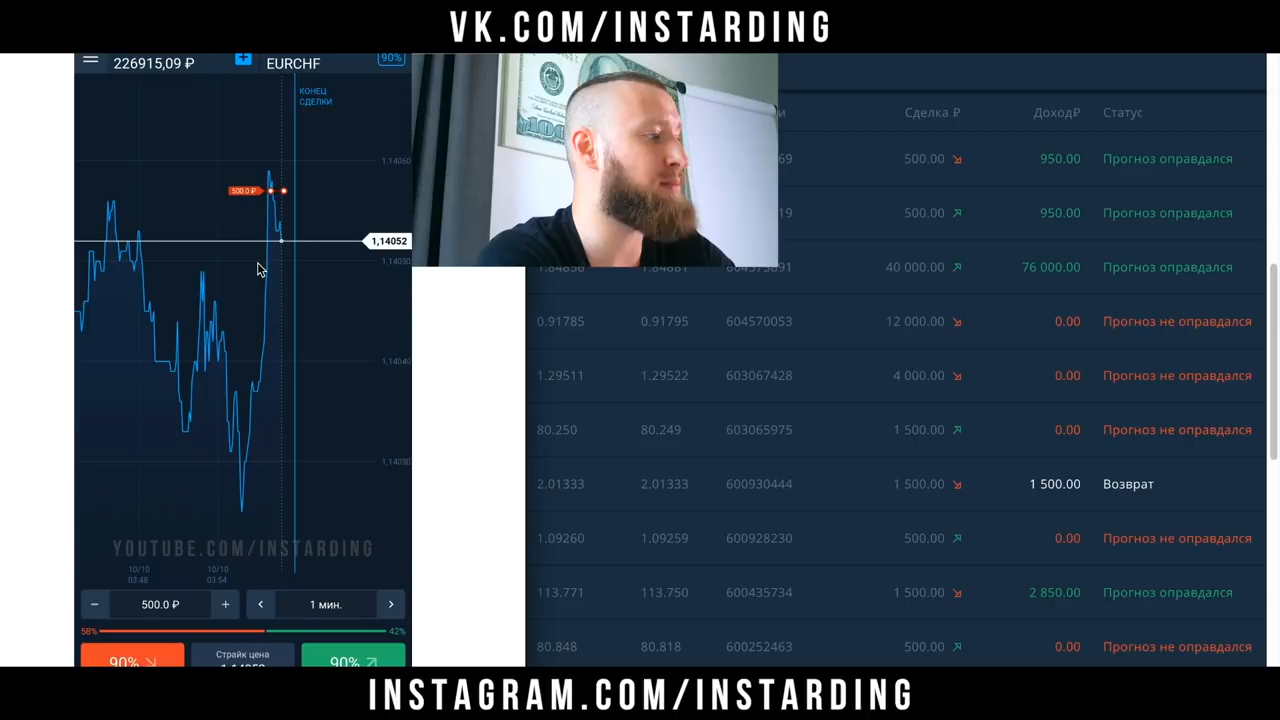 VK.COM/INSTARDING
226915,09 ₽
EURCHF
90%
КОНЕЦ
СДЕЛКИ
1,14060
500.0 ₽
1,14052
1,14050
1,14040
YOUTUBE.COM/INSTARDING
10/10
03:48
10/10
03:54
− 500.0 ₽ + < 1 мин. >
58% 42%
90% Страйк цена 90%
Сделка ₽ Доход₽ Статус
69 500.00 950.00 Прогноз оправдался
19 500.00 950.00 Прогноз оправдался
40 000.00 76 000.00 Прогноз оправдался
0.91785 0.91795 604570053 12 000.00 0.00 Прогноз не оправдался
1.29511 1.29522 603067428 4 000.00 0.00 Прогноз не оправдался
80.250 80.249 603065975 1 500.00 0.00 Прогноз не оправдался
2.01333 2.01333 600930444 1 500.00 1 500.00 Возврат
1.09260 1.09259 600928230 500.00 0.00 Прогноз не оправдался
113.771 113.750 600435734 1 500.00 2 850.00 Прогноз оправдался
80.848 80.818 600252463 500.00 0.00 Прогноз не оправдался
INSTAGRAM.COM/INSTARDING